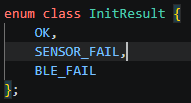 enum class InitResult {
    OK,
    SENSOR_FAIL,
    BLE_FAIL
};